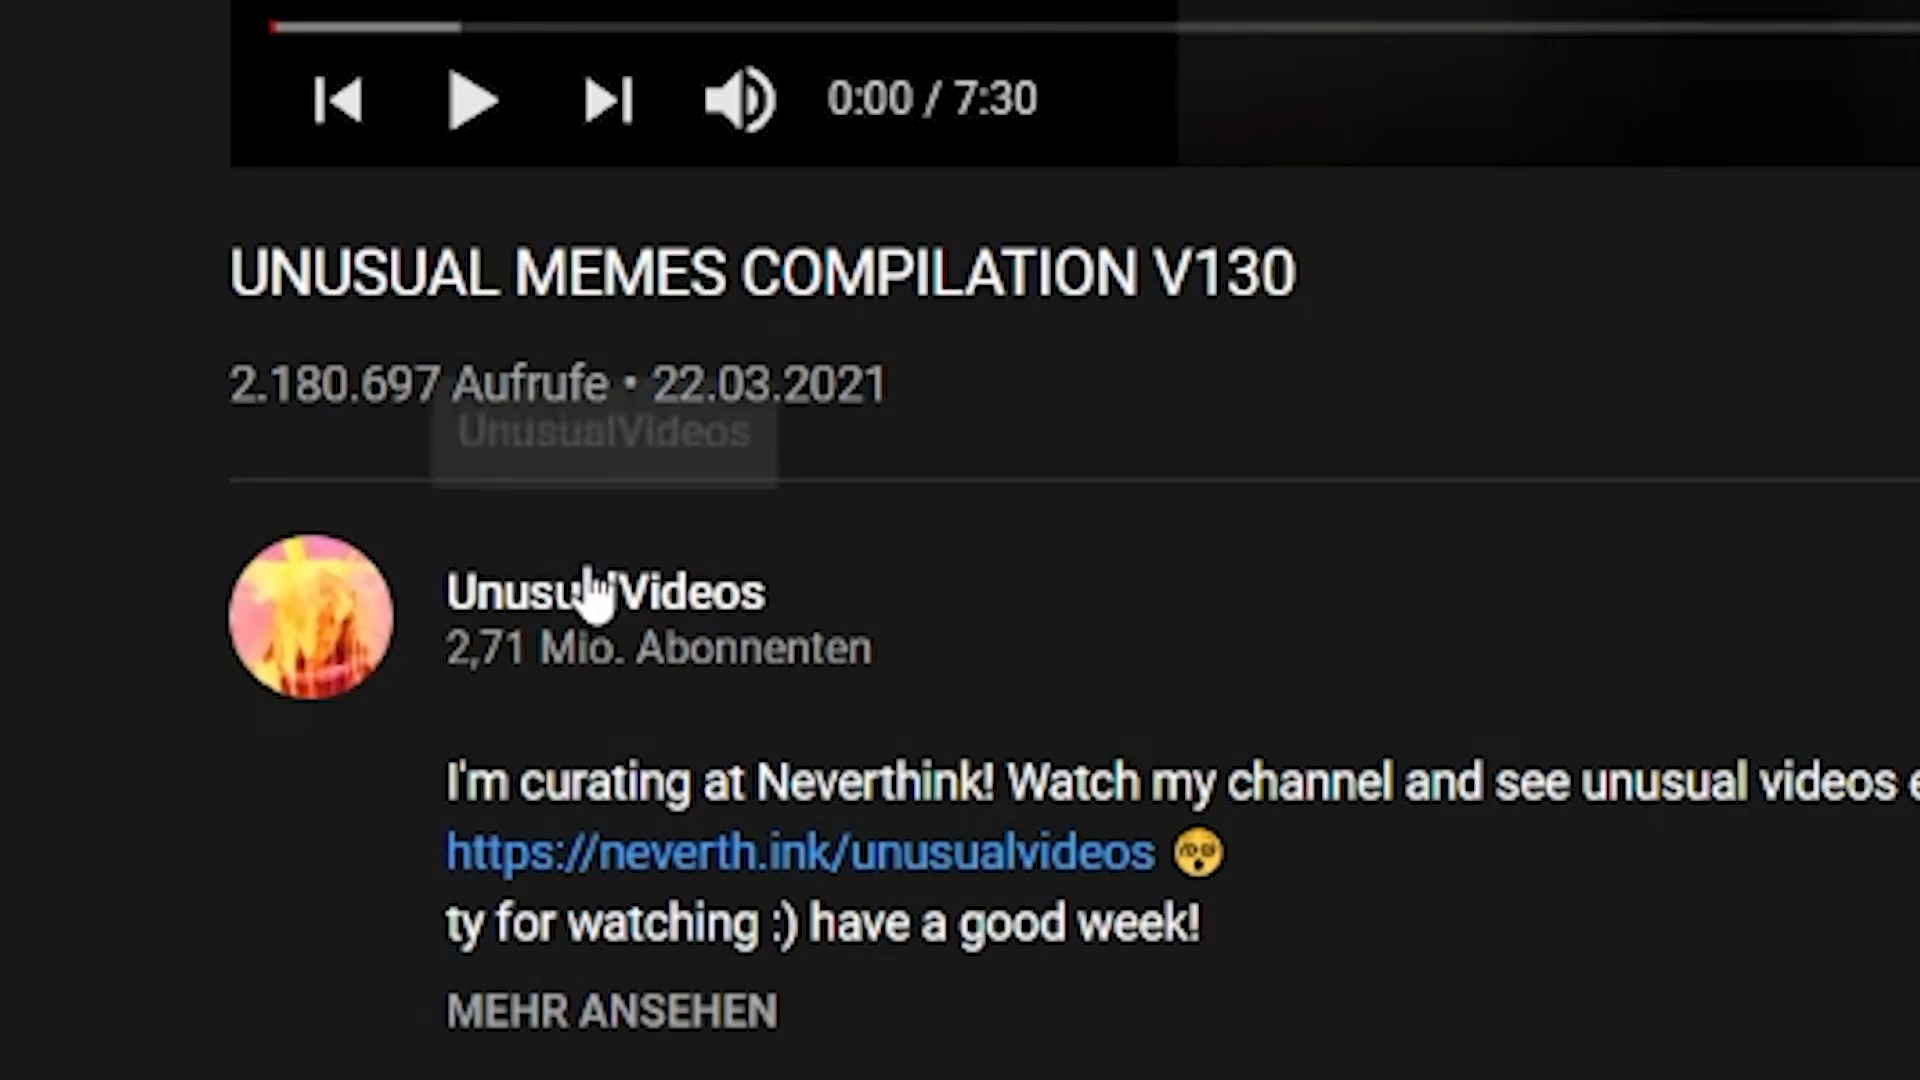 0:00 / 7:30
UNUSUAL MEMES COMPILATION V130
2.180.697 Aufrufe • 22.03.2021
UnusualVideos
UnusualVideos
2,71 Mio. Abonnenten
I'm curating at Neverthink! Watch my channel and see unusual videos
https://neverth.ink/unusualvideos 😵
ty for watching :) have a good week!
MEHR ANSEHEN